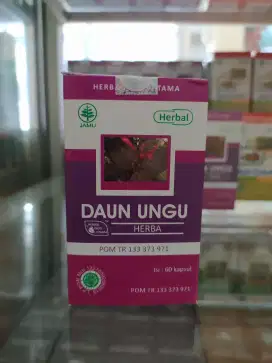 HERBA
TAMA
JAMU
Herbal
DAUN UNGU
HERBA
POM TR 133 373 971
Isi : 60 kapsul
POM TR 133 373 971